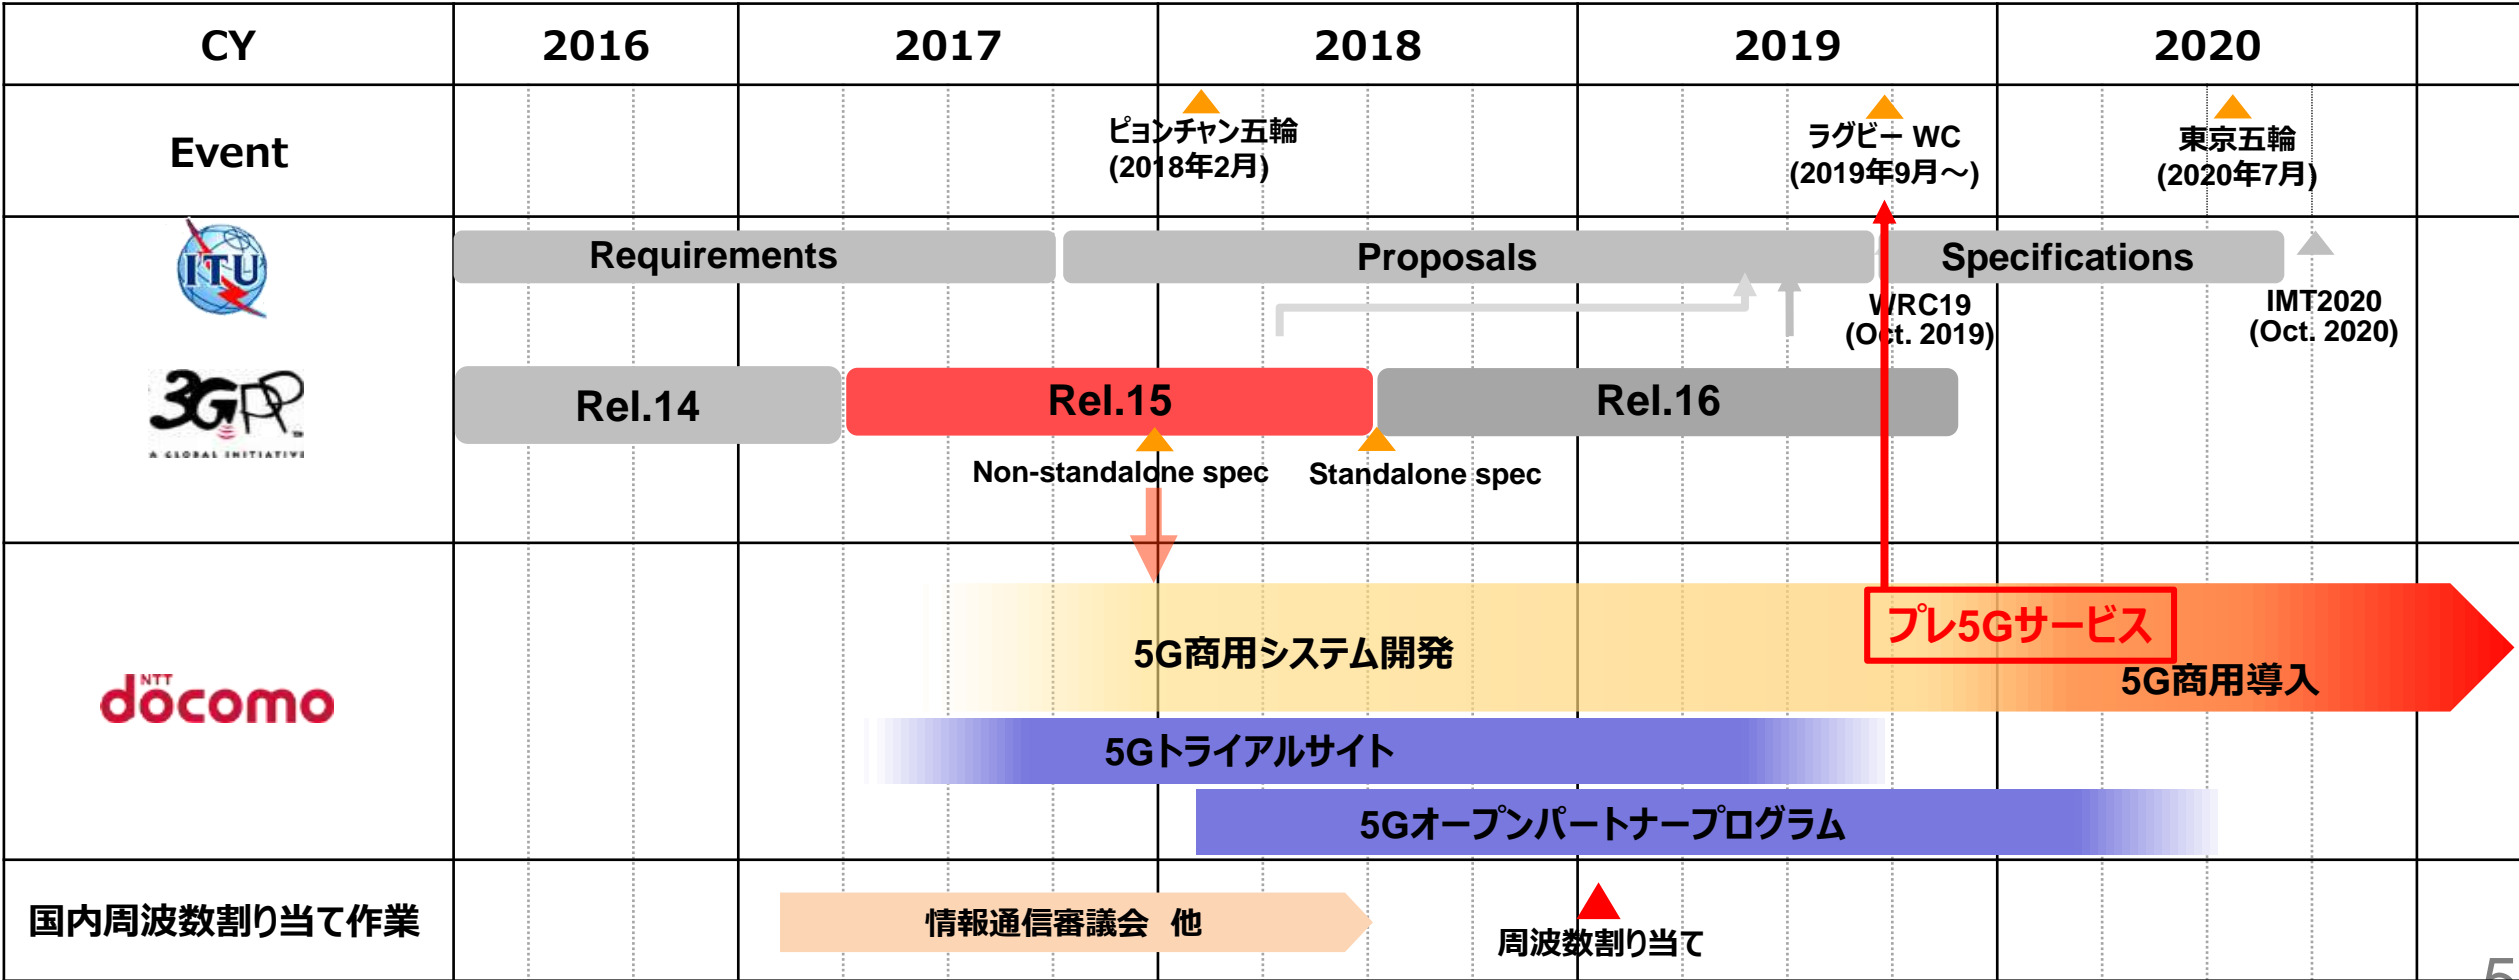 CY
2016
2017
2018
2019
2020
Event
ピョンチャン五輪
(2018年2月)
ラグビー WC
(2019年9月～)
東京五輪
(2020年7月)
ITU
Requirements
Proposals
Specifications
WRC19
(Oct. 2019)
IMT2020
(Oct. 2020)
3GPP
A GLOBAL INITIATIVE
Rel.14
Rel.15
Rel.16
Non-standalone spec
Standalone spec
NTT
docomo
5G商用システム開発
プレ5Gサービス
5G商用導入
5Gトライアルサイト
5Gオープンパートナープログラム
国内周波数割り当て作業
情報通信審議会 他
周波数割り当て
5